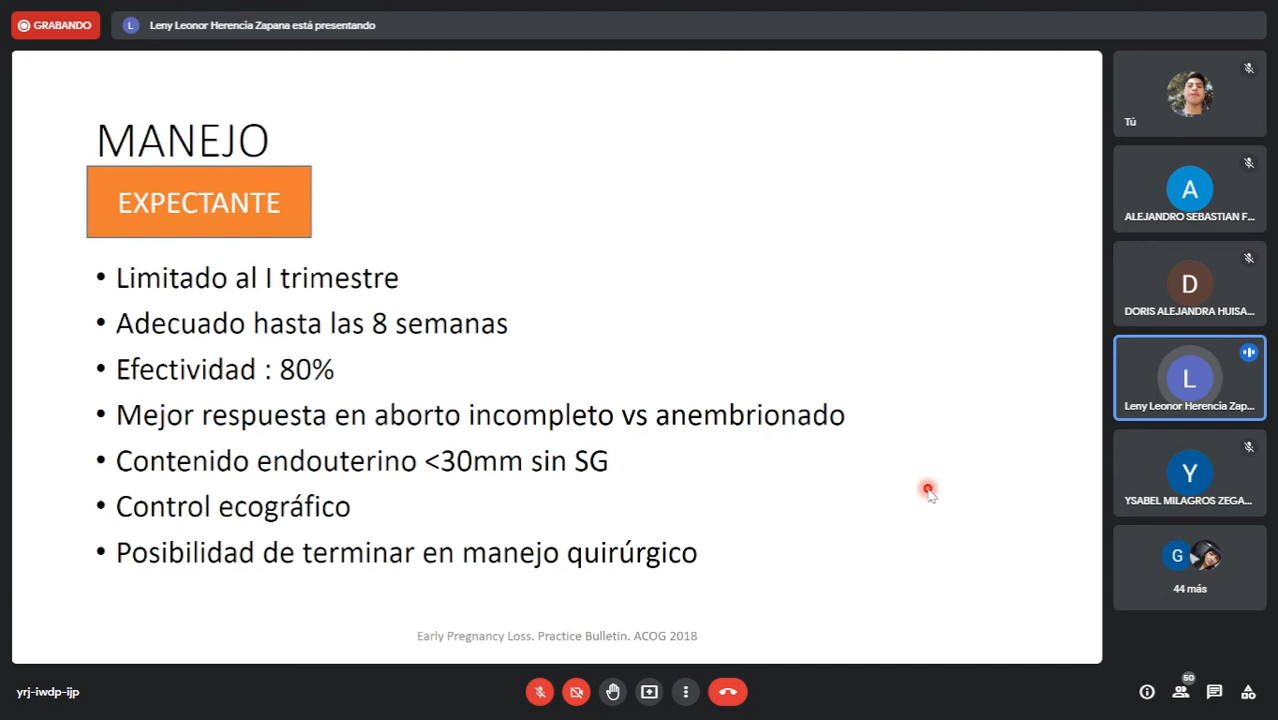 GRABANDO
L Leny Leonor Herencia Zapana está presentando
MANEJO
EXPECTANTE
• Limitado al I trimestre
• Adecuado hasta las 8 semanas
• Efectividad : 80%
• Mejor respuesta en aborto incompleto vs anembrionado
• Contenido endouterino <30mm sin SG
• Control ecográfico
• Posibilidad de terminar en manejo quirúrgico
Early Pregnancy Loss. Practice Bulletin. ACOG 2018
Tú
A
ALEJANDRO SEBASTIAN F...
D
DORIS ALEJANDRA HUISA...
L
Leny Leonor Herencia Zap...
Y
YSABEL MILAGROS ZEGA...
G
44 más
yrj-iwdp-ijp
50